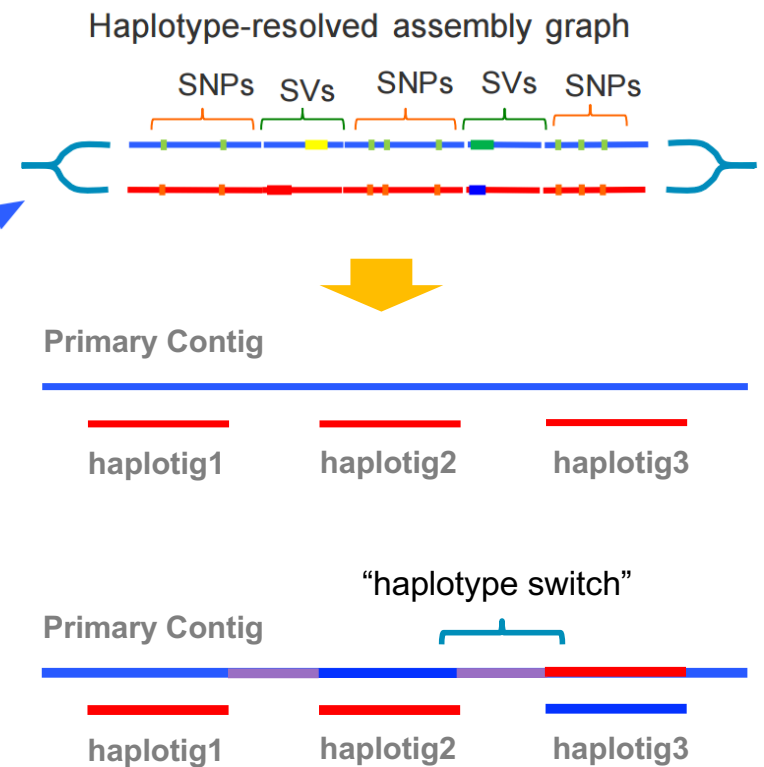 Haplotype-resolved assembly graph
SNPs SVs SNPs SVs SNPs
Primary Contig
haplotig1 haplotig2 haplotig3
“haplotype switch”
Primary Contig
haplotig1 haplotig2 haplotig3